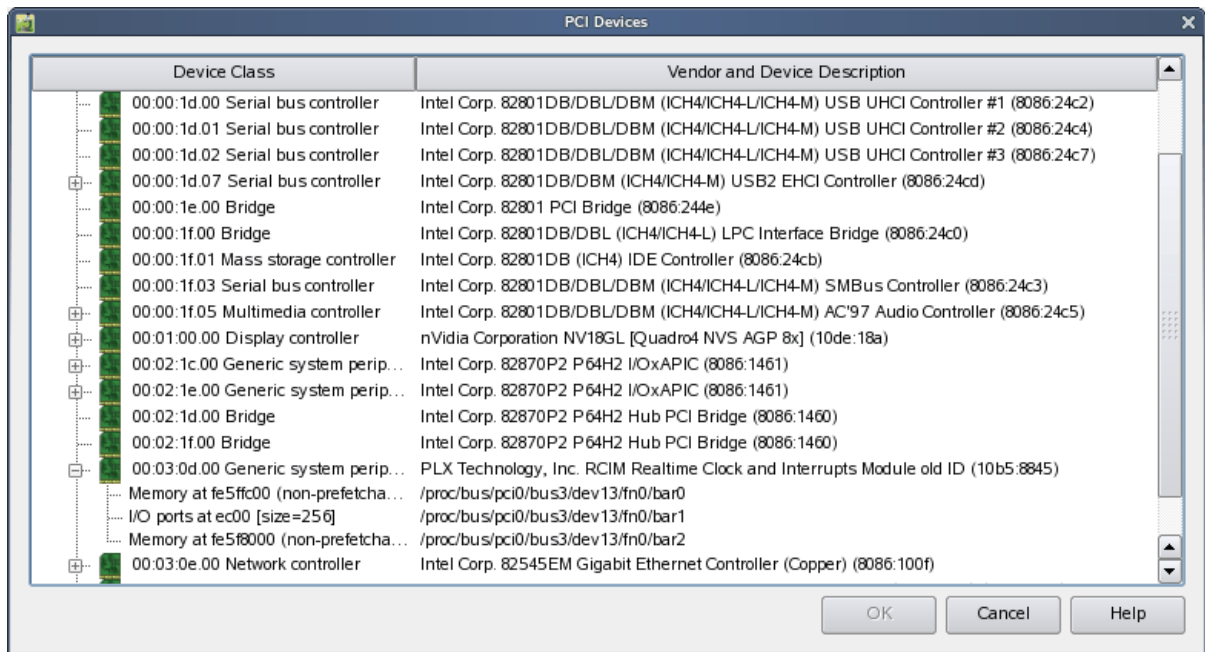 PCI Devices
Device Class Vendor and Device Description
00:00:1d.00 Serial bus controller Intel Corp. 82801DB/DBL/DBM (ICH4/ICH4-L/ICH4-M) USB UHCI Controller #1 (8086:24c2)
00:00:1d.01 Serial bus controller Intel Corp. 82801DB/DBL/DBM (ICH4/ICH4-L/ICH4-M) USB UHCI Controller #2 (8086:24c4)
00:00:1d.02 Serial bus controller Intel Corp. 82801DB/DBL/DBM (ICH4/ICH4-L/ICH4-M) USB UHCI Controller #3 (8086:24c7)
00:00:1d.07 Serial bus controller Intel Corp. 82801DB/DBM (ICH4/ICH4-M) USB2 EHCI Controller (8086:24cd)
00:00:1e.00 Bridge Intel Corp. 82801 PCI Bridge (8086:244e)
00:00:1f.00 Bridge Intel Corp. 82801DB/DBL (ICH4/ICH4-L) LPC Interface Bridge (8086:24c0)
00:00:1f.01 Mass storage controller Intel Corp. 82801DB (ICH4) IDE Controller (8086:24cb)
00:00:1f.03 Serial bus controller Intel Corp. 82801DB/DBL/DBM (ICH4/ICH4-L/ICH4-M) SMBus Controller (8086:24c3)
00:00:1f.05 Multimedia controller Intel Corp. 82801DB/DBL/DBM (ICH4/ICH4-L/ICH4-M) AC'97 Audio Controller (8086:24c5)
00:01:00.00 Display controller nVidia Corporation NV18GL [Quadro4 NVS AGP 8x] (10de:18a)
00:02:1c.00 Generic system perip... Intel Corp. 82870P2 P64H2 I/OxAPIC (8086:1461)
00:02:1e.00 Generic system perip... Intel Corp. 82870P2 P64H2 I/OxAPIC (8086:1461)
00:02:1d.00 Bridge Intel Corp. 82870P2 P64H2 Hub PCI Bridge (8086:1460)
00:02:1f.00 Bridge Intel Corp. 82870P2 P64H2 Hub PCI Bridge (8086:1460)
00:03:0d.00 Generic system perip... PLX Technology, Inc. RCIM Realtime Clock and Interrupts Module old ID (10b5:8845)
Memory at fe5ffc00 (non-prefetcha... /proc/bus/pci0/bus3/dev13/fn0/bar0
I/O ports at ec00 [size=256] /proc/bus/pci0/bus3/dev13/fn0/bar1
Memory at fe5f8000 (non-prefetcha... /proc/bus/pci0/bus3/dev13/fn0/bar2
00:03:0e.00 Network controller Intel Corp. 82545EM Gigabit Ethernet Controller (Copper) (8086:100f)
OK Cancel Help